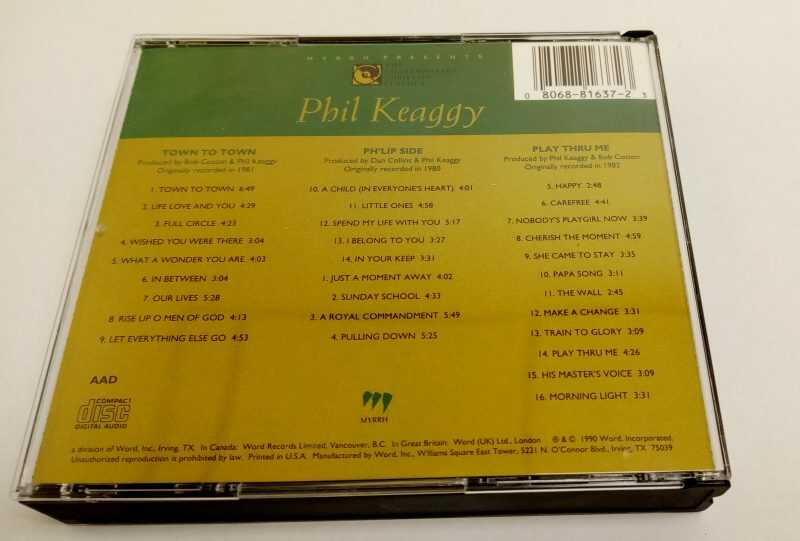 MYRRH PRESENTS
THE
CONTEMPORARY
CHRISTIAN
CLASSICS
0 8068-81637-2 3
Phil Keaggy
TOWN TO TOWN
Produced by Bob Cotton & Phil Keaggy
Originally recorded in 1981
1. TOWN TO TOWN 6:49
2. LIFE LOVE AND YOU 4:29
3. FULL CIRCLE 4:23
4. WISHED YOU WERE THERE 3:04
5. WHAT A WONDER YOU ARE 4:03
6. IN BETWEEN 3:04
7. OUR LIVES 5:28
8. RISE UP O MEN OF GOD 4:13
9. LET EVERYTHING ELSE GO 4:53
PH'LIP SIDE
Produced by Dan Collins & Phil Keaggy
Originally recorded in 1980
10. A CHILD (IN EVERYONE'S HEART) 4:01
11. LITTLE ONES 4:58
12. SPEND MY LIFE WITH YOU 5:17
13. I BELONG TO YOU 3:27
14. IN YOUR KEEP 3:31
1. JUST A MOMENT AWAY 4:02
2. SUNDAY SCHOOL 4:33
3. A ROYAL COMMANDMENT 5:49
4. PULLING DOWN 5:25
PLAY THRU ME
Produced by Phil Keaggy & Bob Cotton
Originally recorded in 1982
5. HAPPY 2:48
6. CAREFREE 4:41
7. NOBODY'S PLAYGIRL NOW 3:39
8. CHERISH THE MOMENT 4:59
9. SHE CAME TO STAY 3:35
10. PAPA SONG 3:11
11. THE WALL 2:45
12. MAKE A CHANGE 3:31
13. TRAIN TO GLORY 3:09
14. PLAY THRU ME 4:26
15. HIS MASTER'S VOICE 3:09
16. MORNING LIGHT 3:31
AAD
COMPACT
disc
DIGITAL AUDIO
MYRRH
a division of Word, Inc., Irving, TX. In Canada: Word Records Limited, Vancouver, B.C. In Great Britain: Word (UK) Ltd., London ℗ & © 1990 Word, Incorporated.
Unauthorized reproduction is prohibited by law. Printed in U.S.A. Manufactured by Word, Inc., Williams Square East Tower, 5221 N. O'Connor Blvd., Irving, TX 75039